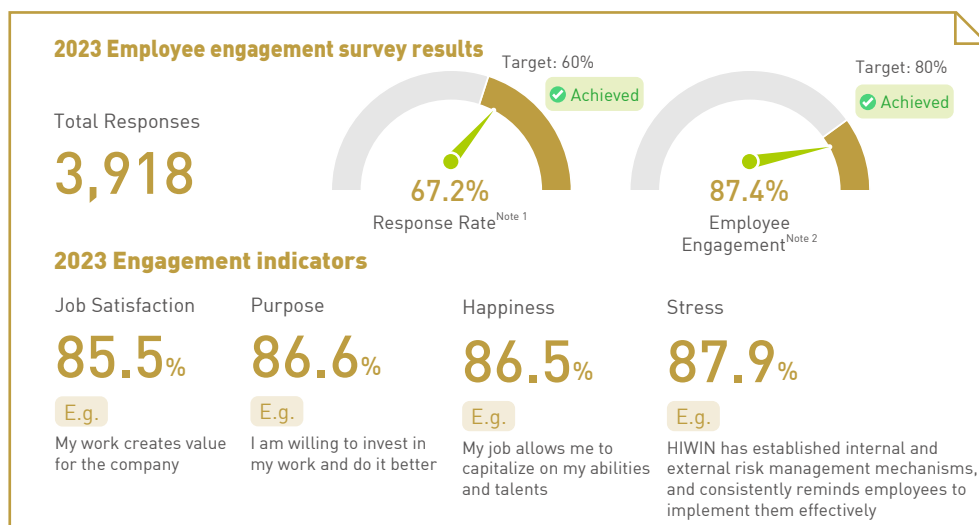 2023 Employee engagement survey results
Target: 60%
Achieved
Target: 80%
Achieved
Total Responses
3,918
67.2%
Response Rate Note 1
87.4%
Employee
Engagement Note 2
2023 Engagement indicators
Job Satisfaction
85.5%
E.g.
My work creates value
for the company
Purpose
86.6%
E.g.
I am willing to invest in
my work and do it better
Happiness
86.5%
E.g.
My job allows me to
capitalize on my abilities
and talents
Stress
87.9%
E.g.
HIWIN has established internal and
external risk management mechanisms,
and consistently reminds employees to
implement them effectively